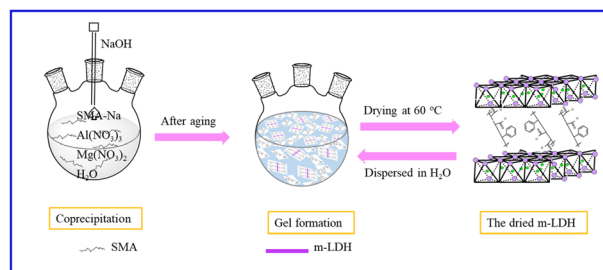 NaOH
SMA-Na
Al(NO₃)₃
Mg(NO₃)₂
H₂O
After aging
Drying at 60 °C
Dispersed in H₂O
Coprecipitation
Gel formation
The dried m-LDH
SMA
m-LDH